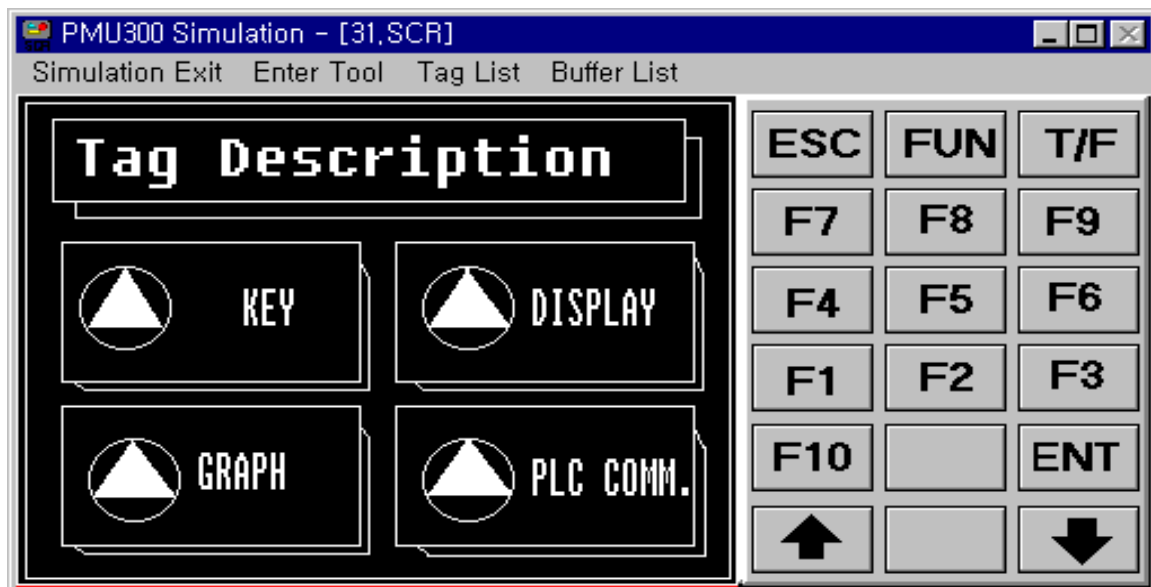 PMU300 Simulation - [31,SCR]
Simulation Exit Enter Tool Tag List Buffer List
Tag Description
KEY DISPLAY
GRAPH PLC COMM.
ESC FUN T/F
F7 F8 F9
F4 F5 F6
F1 F2 F3
F10 ENT